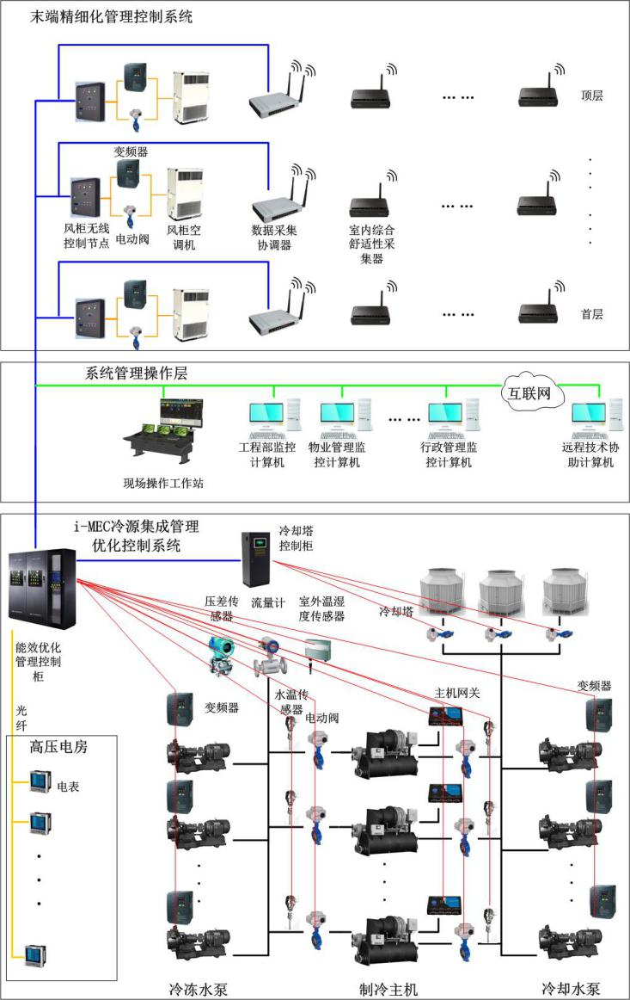 末端精细化管理控制系统
... ...
顶层
变频器
... ...
风柜无线
控制节点
电动阀
风柜空
调机
数据采集
协调器
室内综合
舒适性采
集器
... ...
首层
系统管理操作层
互联网
... ...
现场操作工作站
工程部监控
计算机
物业管理监
控计算机
行政管理监
控计算机
远程技术协
助计算机
i-MEC冷源集成管理
优化控制系统
冷却塔
控制柜
压差传
感器
流量计
室外温湿
度传感器
冷却塔
能效优化
管理控制
柜
光
纤
变频器
水温传
感器
电动阀
主机网关
变频器
高压电房
电表
冷冻水泵
制冷主机
冷却水泵